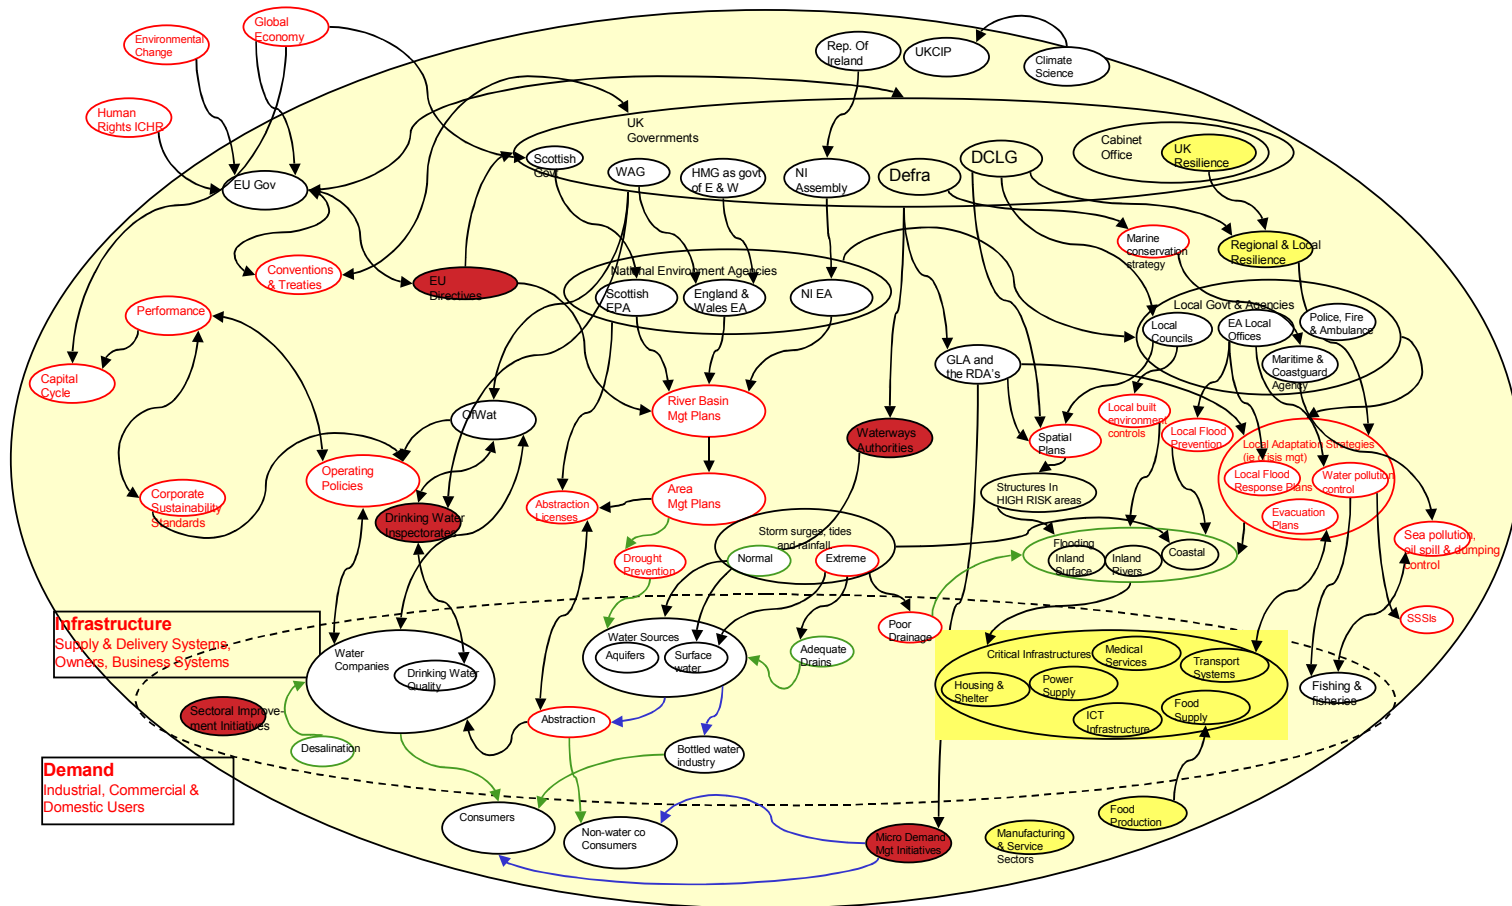 Environmental
Change
Global
Economy
Human
Rights ICHR
EU Gov
Conventions
& Treaties
Performance
Capital
Cycle
Corporate
Sustainability
Standards
Rep. Of
Ireland
UKCIP
Climate
Science
UK
Governments
Scottish
Govt
WAG
HMG as govt
of E & W
NI
Assembly
Defra
DCLG
Cabinet
Office
UK
Resilience
EU
Directives
National Environment Agencies
Scottish
EPA
England &
Wales EA
NI EA
Marine
conservation
strategy
Regional & Local
Resilience
Local Govt & Agencies
Local
Councils
EA Local
Offices
Police, Fire
& Ambulance
Maritime &
Coastguard
Agency
GLA and
the RDA's
River Basin
Mgt Plans
OfWat
Operating
Policies
Drinking Water
Inspectorates
Abstraction
Licenses
Area
Mgt Plans
Waterways
Authorities
Spatial
Plans
Local built
environment
controls
Local Flood
Prevention
Local Adaptation Strategies
(ie crisis mgt)
Local Flood
Response Plans
Water pollution
control
Evacuation
Plans
Structures In
HIGH RISK areas
Storm surges, tides
and rainfall
Normal
Extreme
Drought
Prevention
Flooding
Inland
Surface
Inland
Rivers
Coastal
Sea pollution,
oil spill & dumping
control
SSSIs
Poor
Drainage
Adequate
Drains
Infrastructure
Supply & Delivery Systems,
Owners, Business Systems
Water
Companies
Drinking Water
Quality
Water Sources
Aquifers
Surface
water
Critical Infrastructures
Medical
Services
Transport
Systems
Housing &
Shelter
Power
Supply
Food
Supply
ICT
Infrastructure
Fishing &
fisheries
Sectoral Improve-
ment Initiatives
Desalination
Abstraction
Bottled water
industry
Demand
Industrial, Commercial &
Domestic Users
Consumers
Non-water co
Consumers
Micro Demand
Mgt Initiatives
Manufacturing
& Service
Sectors
Food
Production